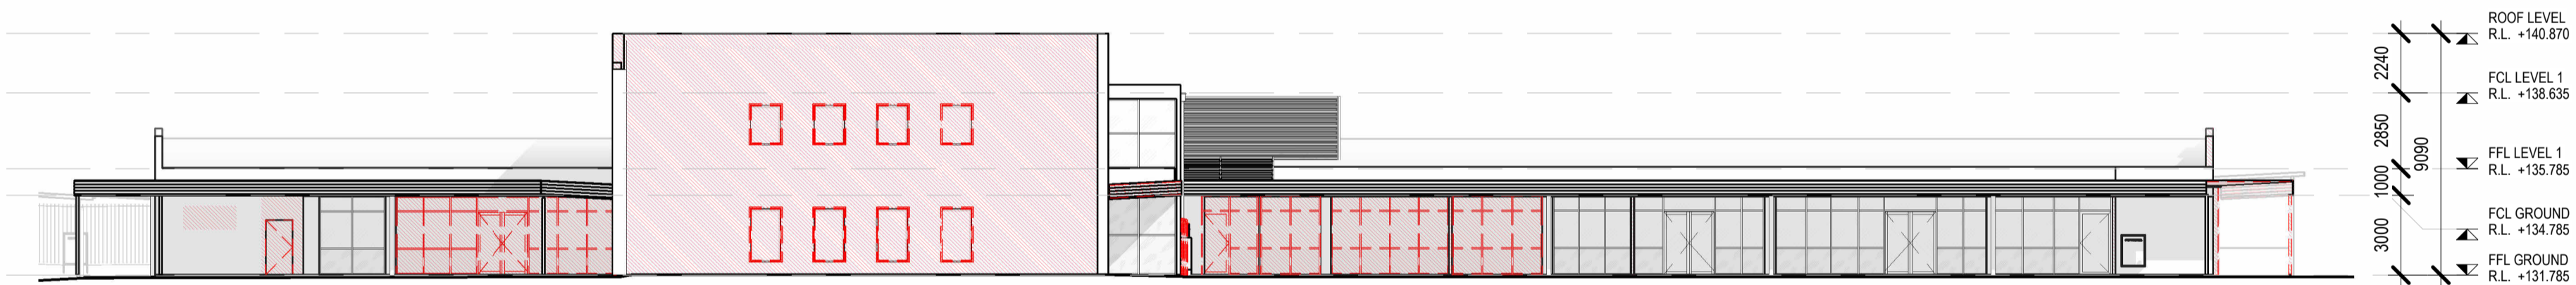 ROOF LEVEL
R.L. +140.870
2240
FCL LEVEL 1
R.L. +138.635
2850
9090
FFL LEVEL 1
R.L. +135.785
1000
FCL GROUND
R.L. +134.785
3000
FFL GROUND
R.L. +131.785